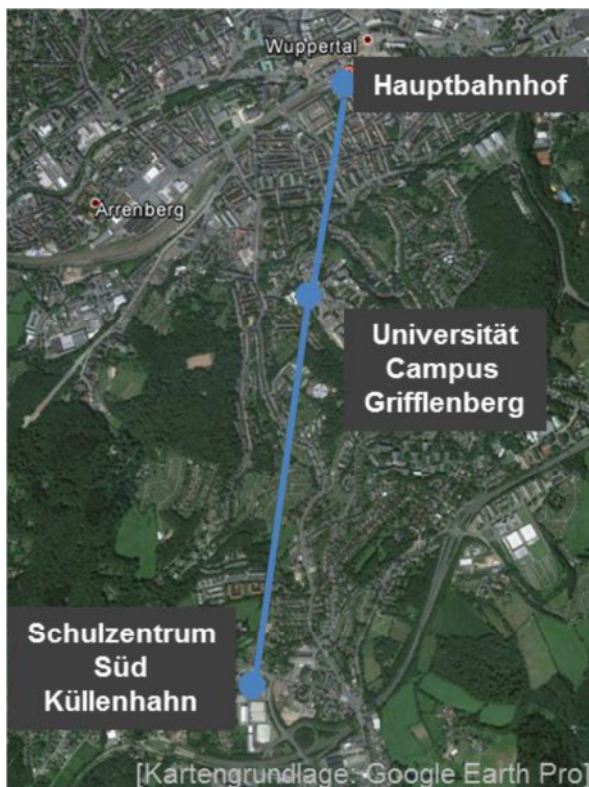 Wuppertal
Hauptbahnhof
Arrenberg
Universität
Campus
Grifflenberg
Schulzentrum
Süd
Küllenhahn
[Kartengrundlage: Google Earth Pro]